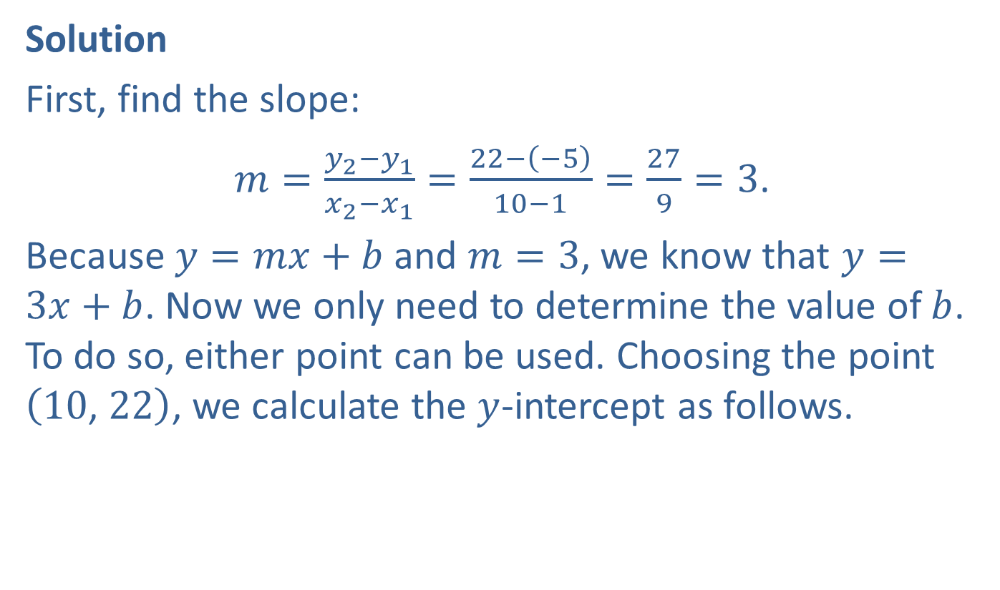 Solution
First, find the slope:
m = \frac{y_2-y_1}{x_2-x_1} = \frac{22-(-5)}{10-1} = \frac{27}{9} = 3.
Because y = mx + b and m = 3, we know that y =
3x + b. Now we only need to determine the value of b.
To do so, either point can be used. Choosing the point
(10, 22), we calculate the y-intercept as follows.